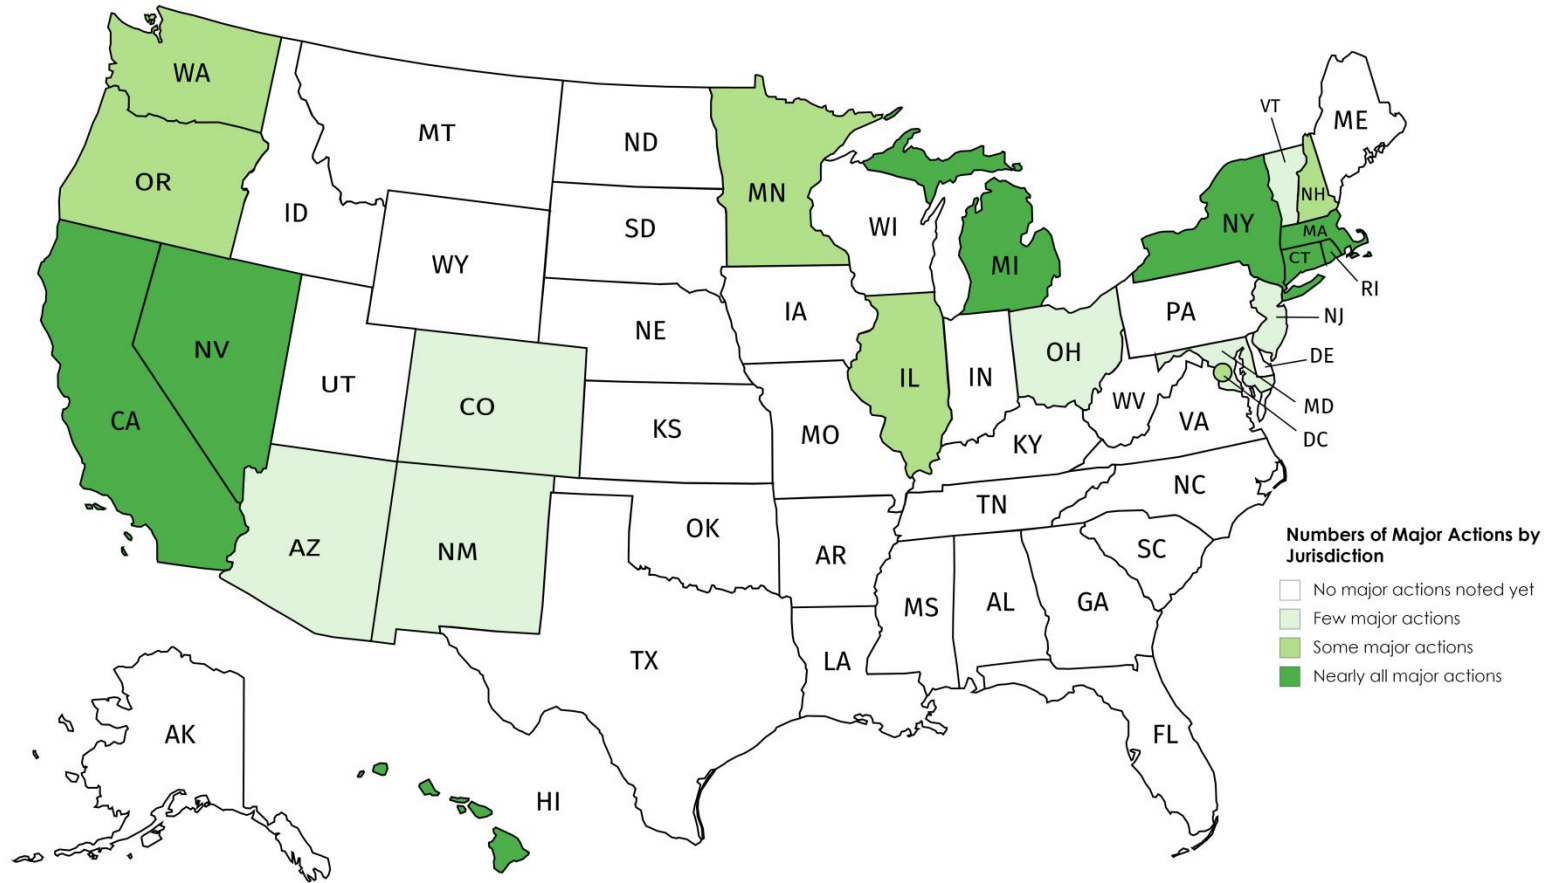 WA
MT
ND
MN
OR
ID
SD
WI
WY
MI
VT
ME
NH
NY
MA
CT
RI
NV
UT
CO
NE
IA
IL
IN
OH
PA
NJ
DE
MD
DC
CA
KS
MO
KY
WV
VA
AZ
NM
OK
AR
TN
NC
SC
TX
LA
MS
AL
GA
FL
AK
HI
Numbers of Major Actions by
Jurisdiction
No major actions noted yet
Few major actions
Some major actions
Nearly all major actions